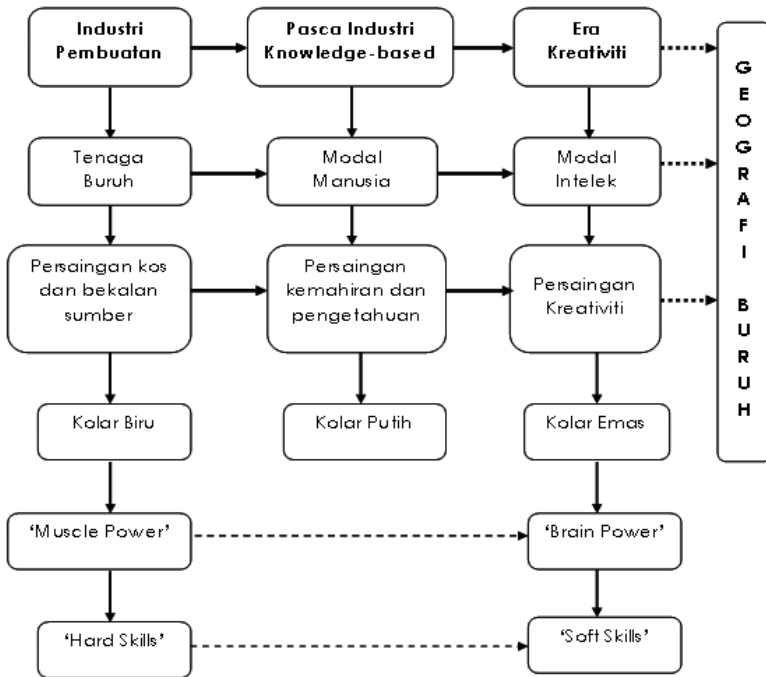 Industri
Pembuatan
Pasca Industri
Knowledge-based
Era
Kreativiti
Tenaga
Buruh
Modal
Manusia
Modal
Intelek
Persaingan kos
dan bekalan
sumber
Persaingan
kemahiran dan
pengetahuan
Persaingan
Kreativiti
Kolar Biru
Kolar Putih
Kolar Emas
‘Muscle Power’
‘Brain Power’
‘Hard Skills’
‘Soft Skills’
G
E
O
G
R
A
F
I
B
U
R
U
H